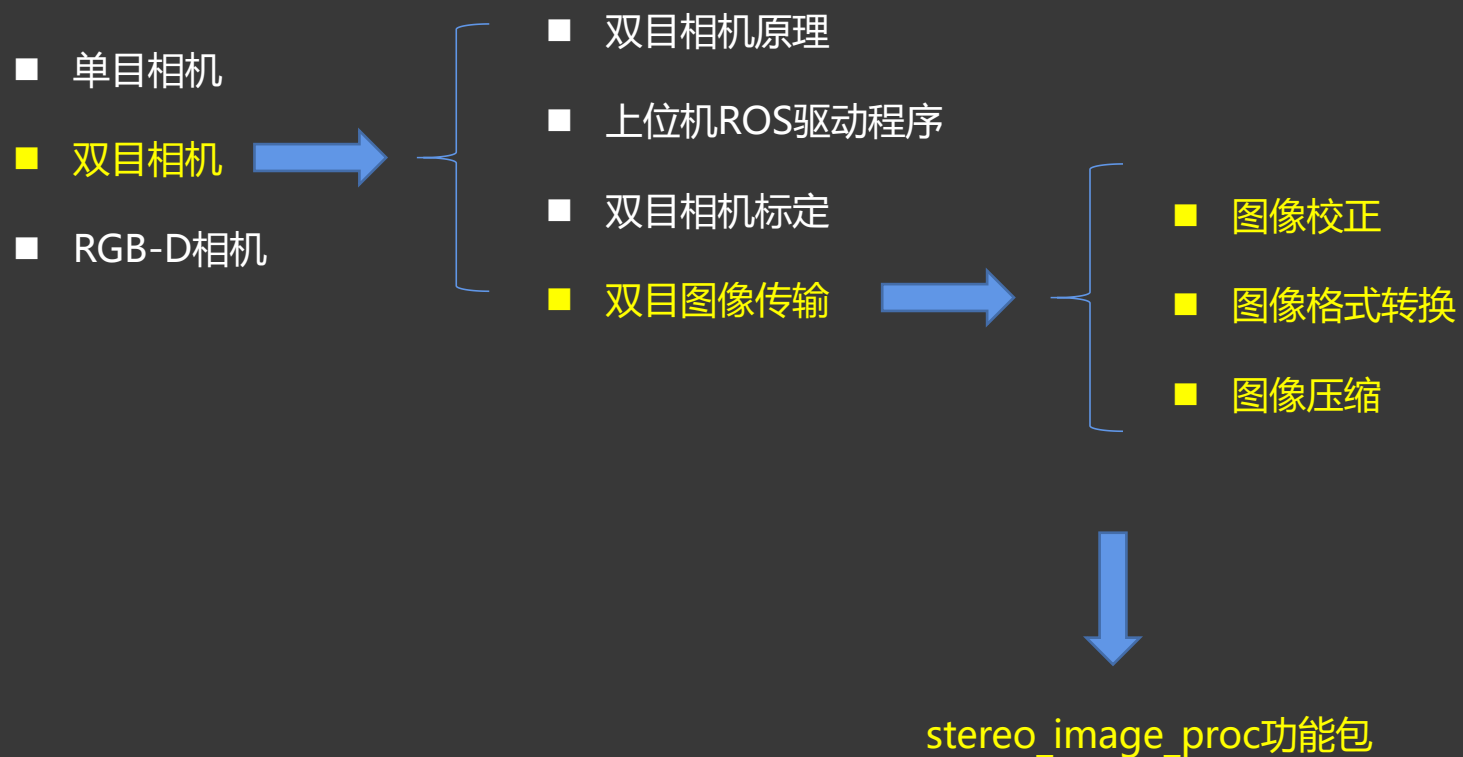 单目相机
双目相机
RGB-D相机
双目相机原理
上位机ROS驱动程序
双目相机标定
双目图像传输
图像校正
图像格式转换
图像压缩
stereo_image_proc功能包